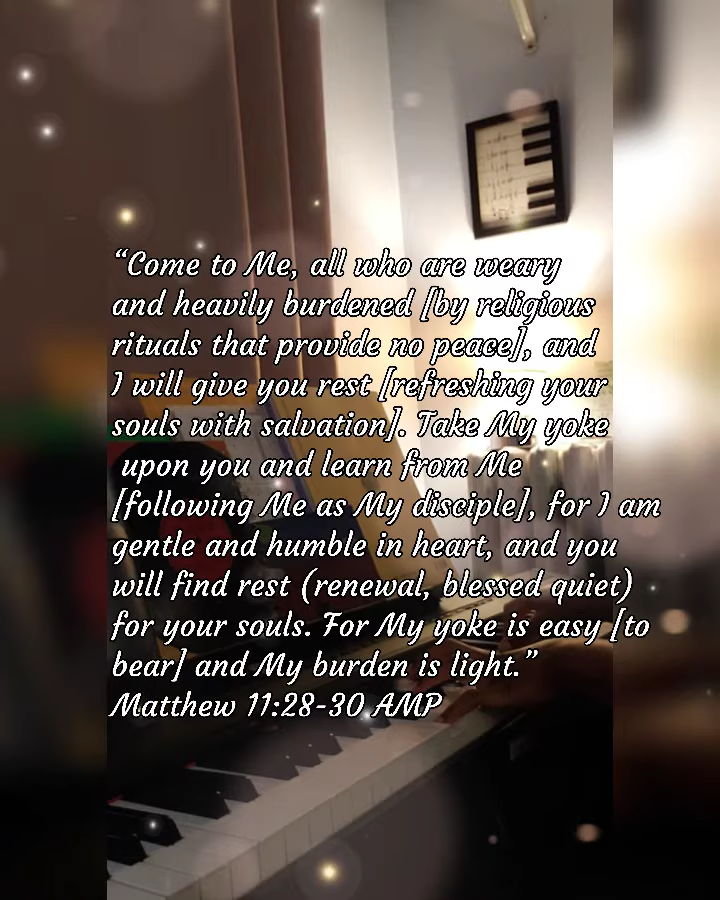 “Come to Me, all who are weary
and heavily burdened [by religious
rituals that provide no peace], and
I will give you rest [refreshing your
souls with salvation]. Take My yoke
upon you and learn from Me
[following Me as My disciple], for I am
gentle and humble in heart, and you
will find rest (renewal, blessed quiet)
for your souls. For My yoke is easy [to
bear] and My burden is light.”
Matthew 11:28-30 AMP